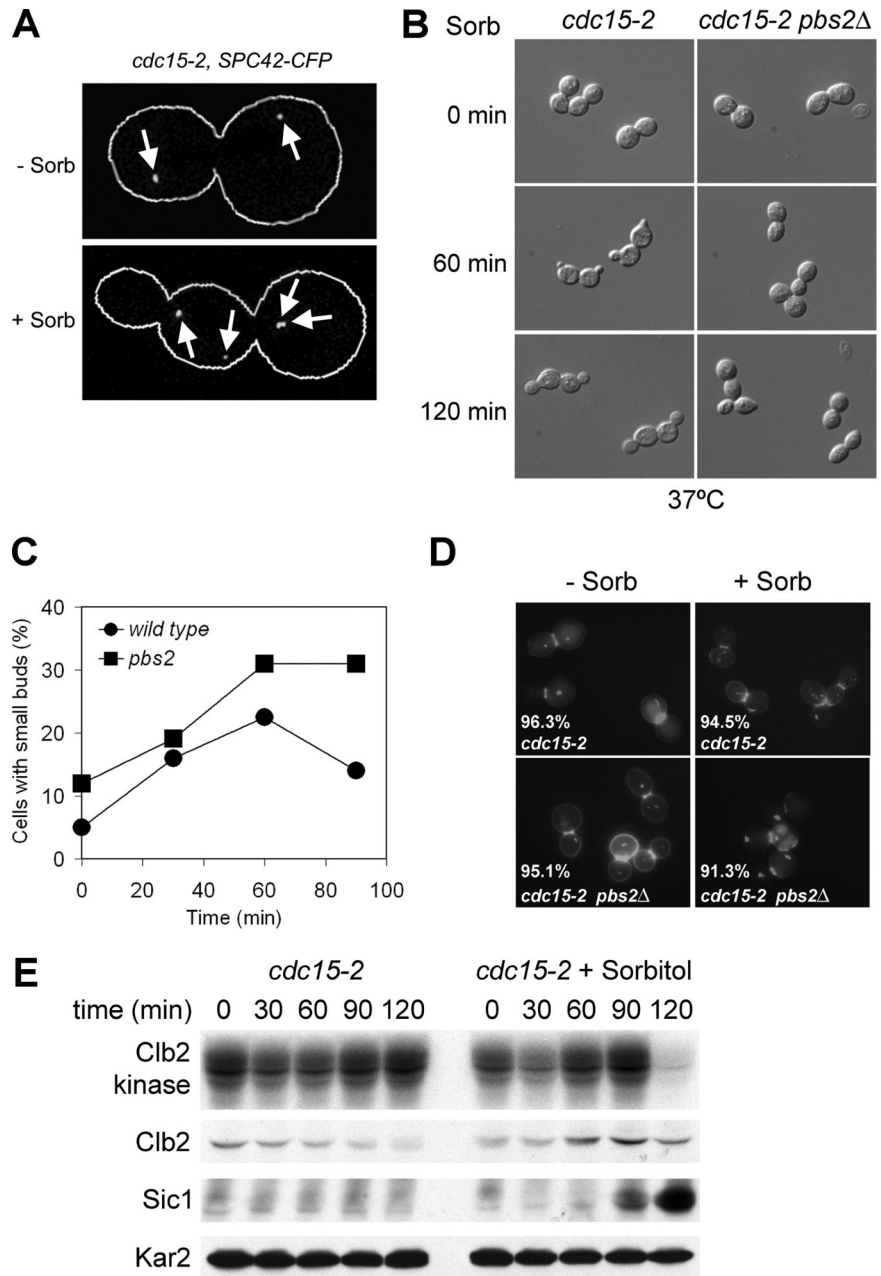 A
cdc15-2, SPC42-CFP
- Sorb
+ Sorb
B
Sorb
cdc15-2
cdc15-2 pbs2Δ
0 min
60 min
120 min
37ºC
C
Cells with small buds (%)
40
30
20
10
0
wild type
pbs2
0 20 40 60 80 100
Time (min)
D
- Sorb
+ Sorb
96.3%
cdc15-2
94.5%
cdc15-2
95.1%
cdc15-2 pbs2Δ
91.3%
cdc15-2 pbs2Δ
E
cdc15-2
cdc15-2 + Sorbitol
time (min) 0 30 60 90 120 0 30 60 90 120
Clb2
kinase
Clb2
Sic1
Kar2